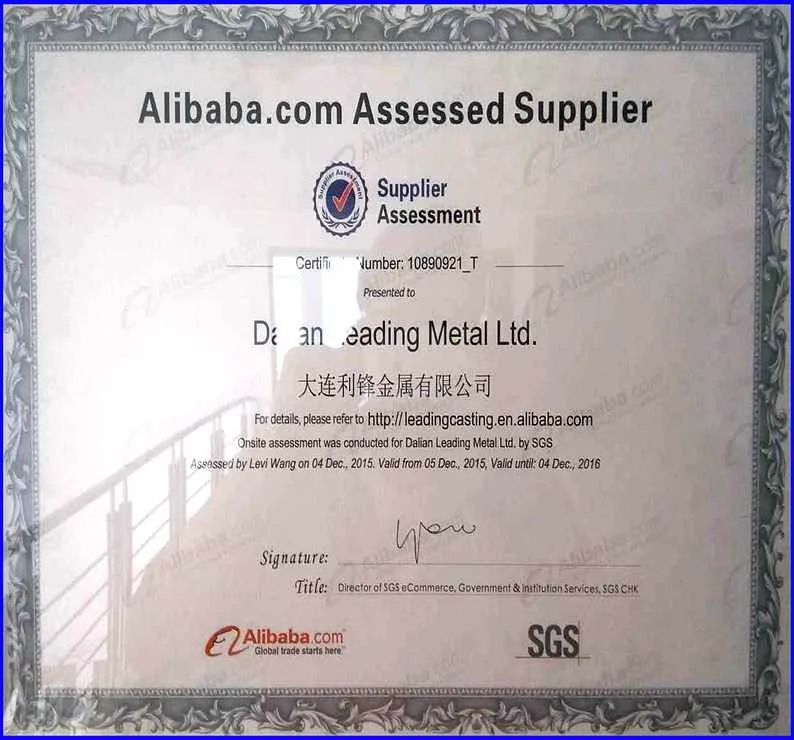 Alibaba.com Assessed Supplier
Supplier Assessment
Supplier
Assessment
Number: 10890921_T
Presented to
Leading Metal Ltd.
大连利锋金属有限公司
For details, please refer to http://leadingcasting.en.alibaba.com
Onsite assessment was conducted for Dalian Leading Metal Ltd. by SGS
Assessed by Levi Wang on 04 Dec., 2015. Valid from 05 Dec., 2015, Valid until: 04 Dec., 2016
Signature:
Title: Director of SGS eCommerce, Government & Institution Services, SGS CHK
Alibaba.com
Global trade starts here.
SGS